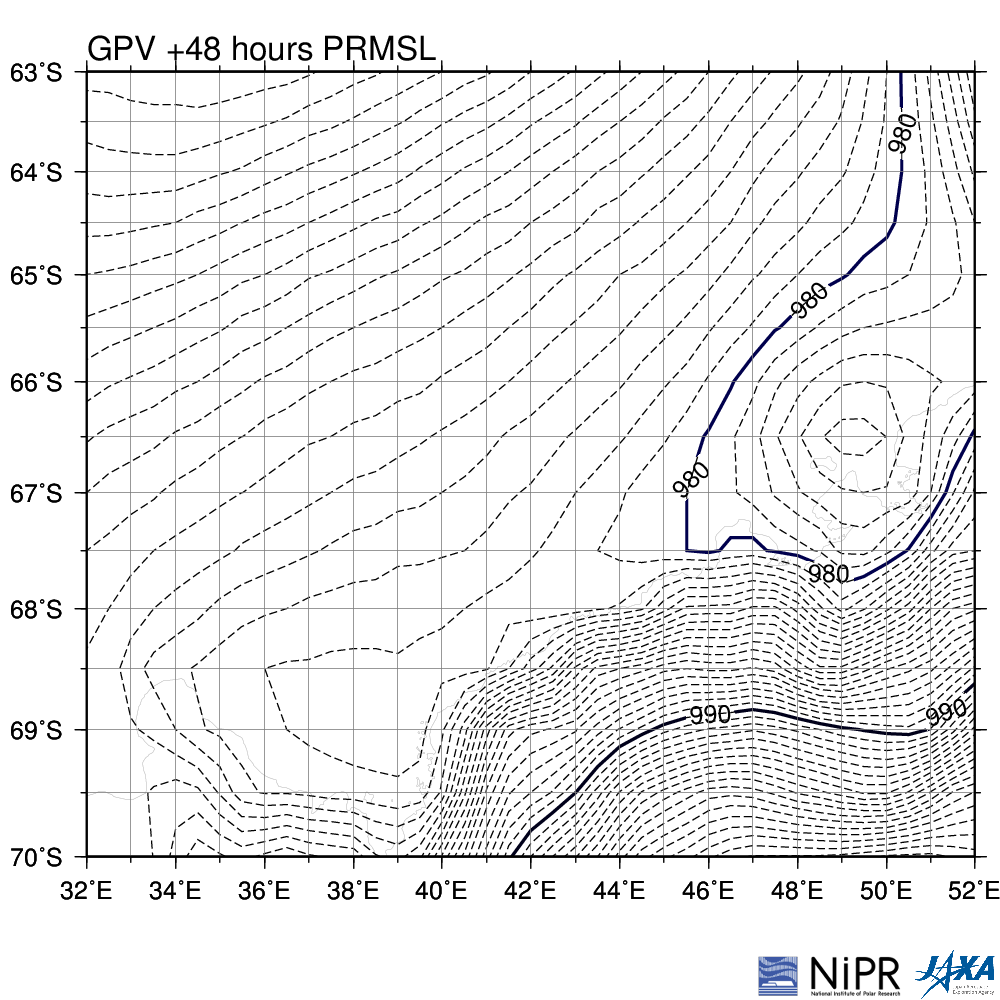 GPV +48 hours PRMSL
63°S
64°S
65°S
66°S
67°S
68°S
69°S
70°S
980
980
980
980
990
990
32°E 34°E 36°E 38°E 40°E 42°E 44°E 46°E 48°E 50°E 52°E
NiPR
National Institute of Polar Research
JAXA
Japan Aerospace
Exploration Agency